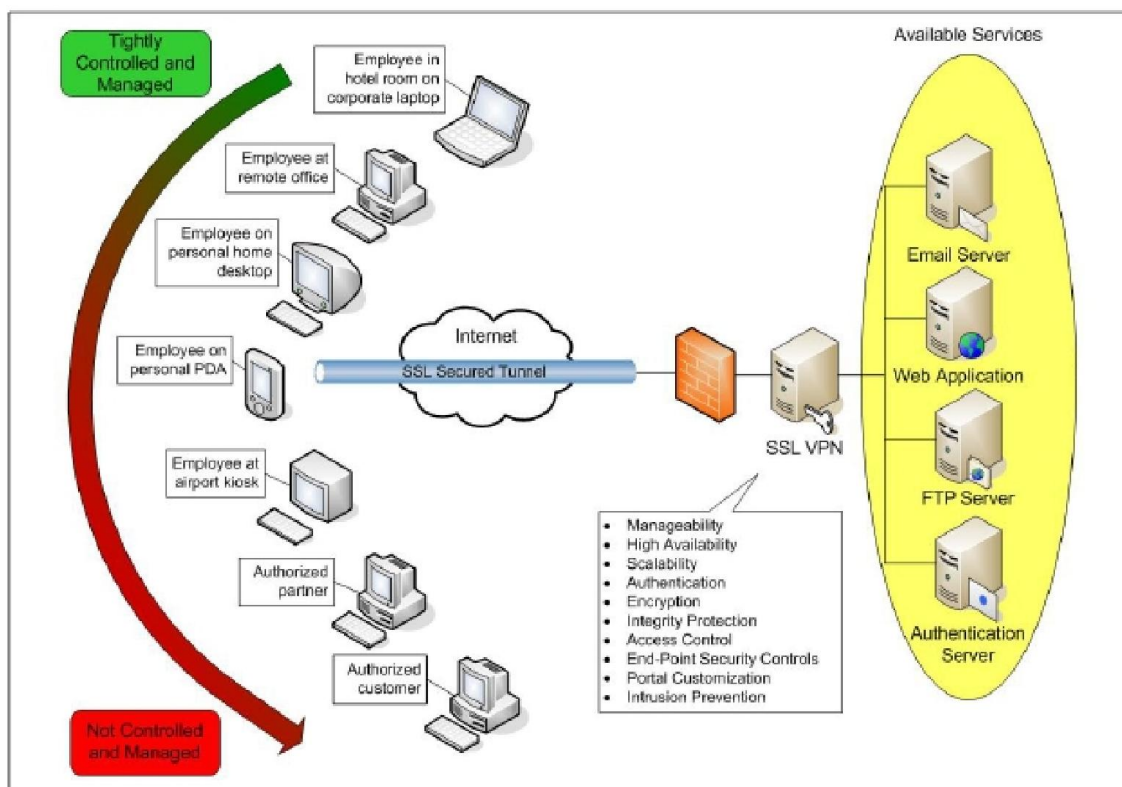 Tightly
Controlled and
Managed
Employee in
hotel room on
corporate laptop
Employee at
remote office
Employee on
personal home
desktop
Employee on
personal PDA
Employee at
airport kiosk
Authorized
partner
Authorized
customer
Not Controlled
and Managed
Internet
SSL Secured Tunnel
SSL VPN
• Manageability
• High Availability
• Scalability
• Authentication
• Encryption
• Integrity Protection
• Access Control
• End-Point Security Controls
• Portal Customization
• Intrusion Prevention
Available Services
Email Server
Web Application
FTP Server
Authentication
Server